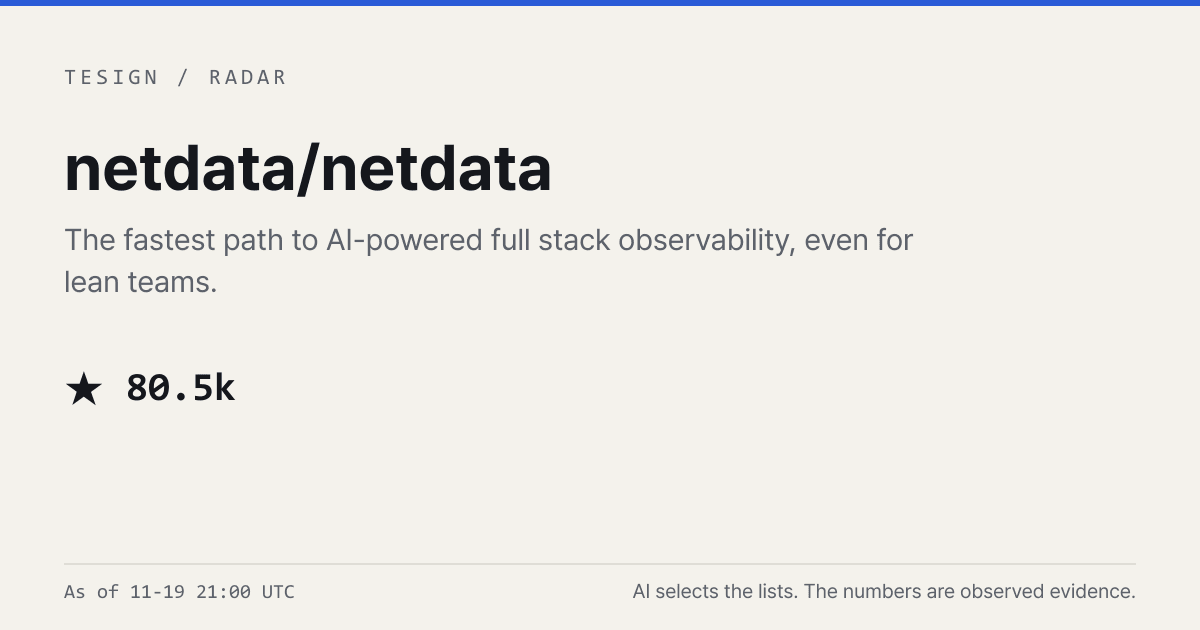 TESIGN / RADAR
netdata/netdata
The fastest path to AI-powered full stack observability, even for
lean teams.
★ 80.5k
As of 11-19 21:00 UTC
AI selects the lists. The numbers are observed evidence.